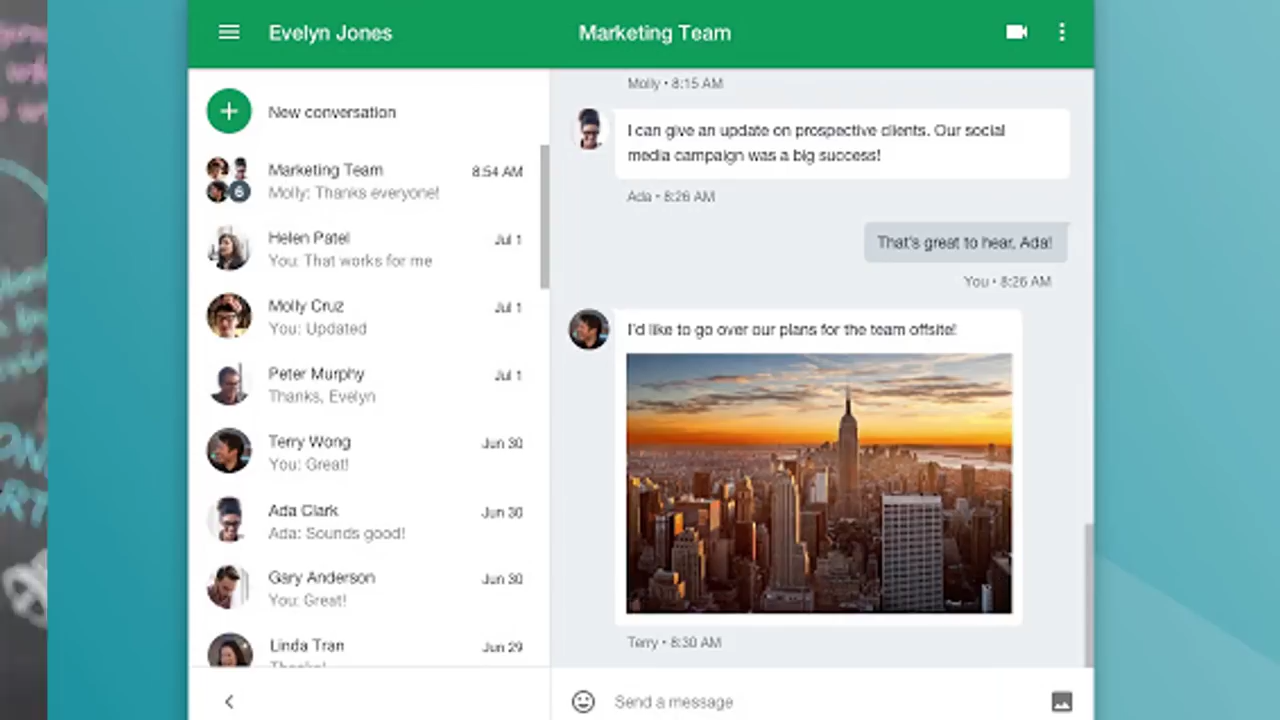 Evelyn Jones
Marketing Team
New conversation
Marketing Team 8:54 AM
Molly: Thanks everyone!
6
Helen Patel Jul 1
You: That works for me
Molly Cruz Jul 1
You: Updated
Peter Murphy Jul 1
Thanks, Evelyn
Terry Wong Jun 30
You: Great!
Ada Clark Jun 30
Ada: Sounds good!
Gary Anderson Jun 30
You: Great!
Linda Tran Jun 29
Molly • 8:15 AM
I can give an update on prospective clients. Our social
media campaign was a big success!
Ada • 8:26 AM
That's great to hear, Ada!
You • 8:26 AM
I'd like to go over our plans for the team offsite!
Terry • 8:30 AM
Send a message